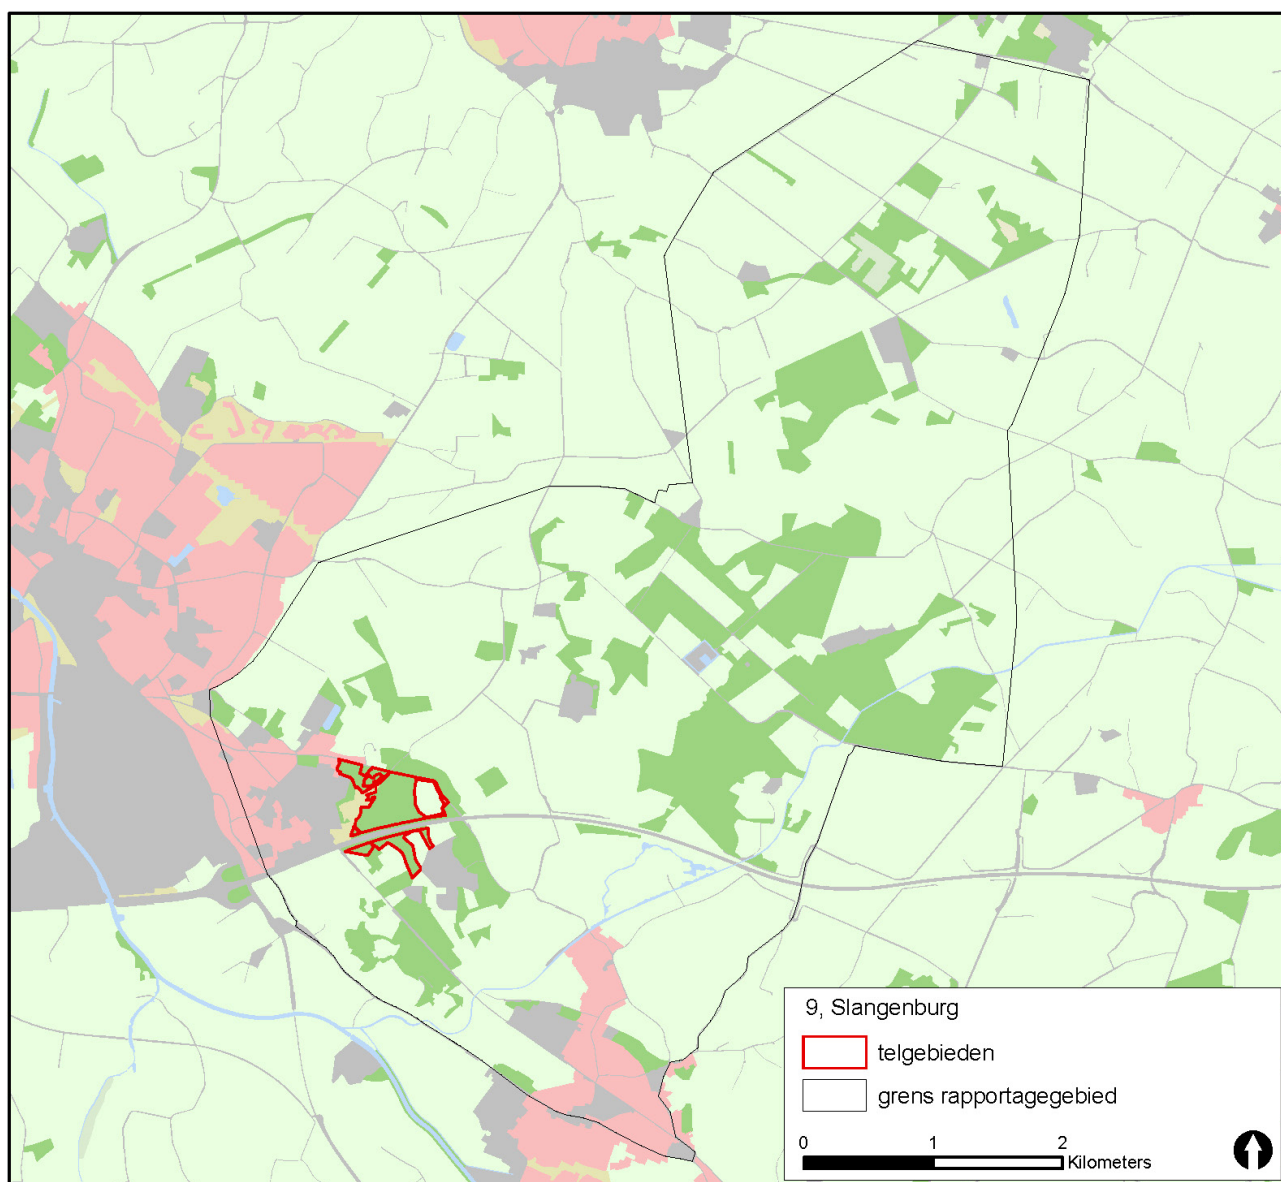 9, Slangenburg
telgebieden
grens rapportagegebied
0 1 2
Kilometers